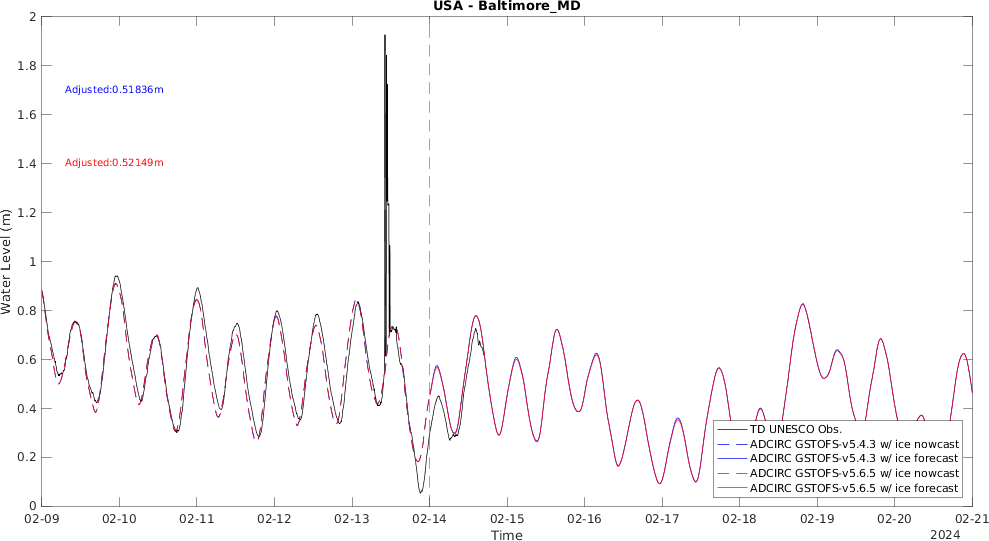 USA - Baltimore_MD
2
1.8
1.6
1.4
1.2
1
0.8
0.6
0.4
0.2
0
Water Level (m)
Adjusted:0.51836m
Adjusted:0.52149m
TD UNESCO Obs.
ADCIRC GSTOFS-v5.4.3 w/ ice nowcast
ADCIRC GSTOFS-v5.4.3 w/ ice forecast
ADCIRC GSTOFS-v5.6.5 w/ ice nowcast
ADCIRC GSTOFS-v5.6.5 w/ ice forecast
02-09 02-10 02-11 02-12 02-13 02-14 02-15 02-16 02-17 02-18 02-19 02-20 02-21
Time
2024